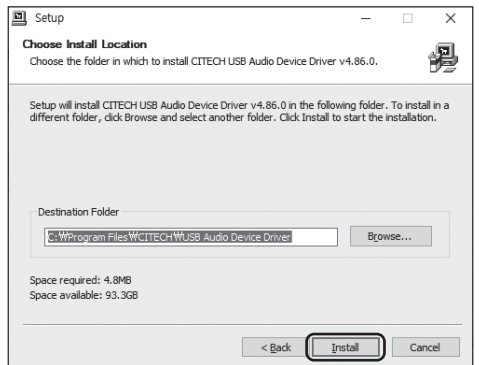 Setup
Choose Install Location
Choose the folder in which to install CITECH USB Audio Device Driver v4.86.0.
Setup will install CITECH USB Audio Device Driver v4.86.0 in the following folder. To install in a
different folder, click Browse and select another folder. Click Install to start the installation.
Destination Folder
C:₩Program Files₩CITECH₩USB Audio Device Driver
Browse...
Space required: 4.8MB
Space available: 93.3GB
< Back
Install
Cancel